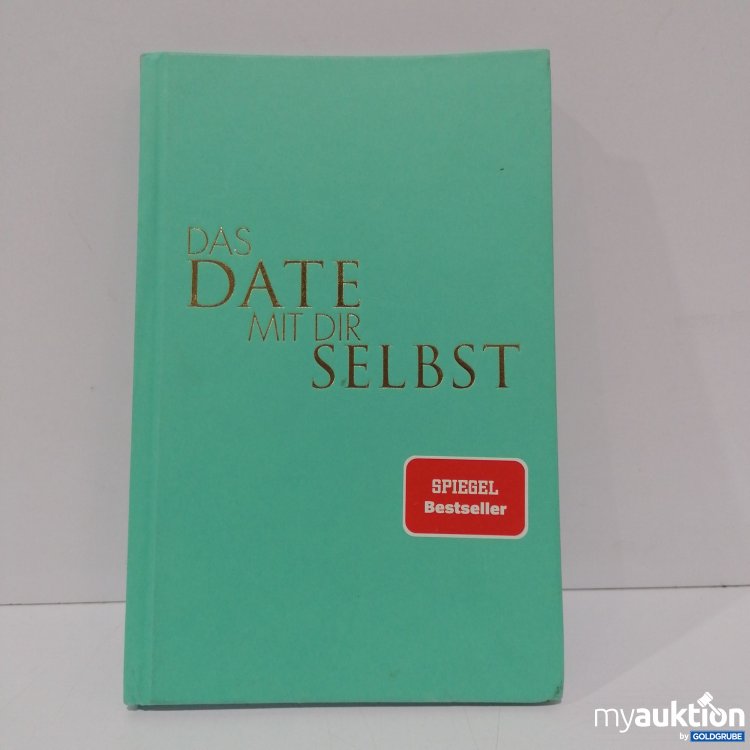 DAS
DATE
MIT DIR
SELBST
SPIEGEL
Bestseller
myauktion
by GOLDGRUBE